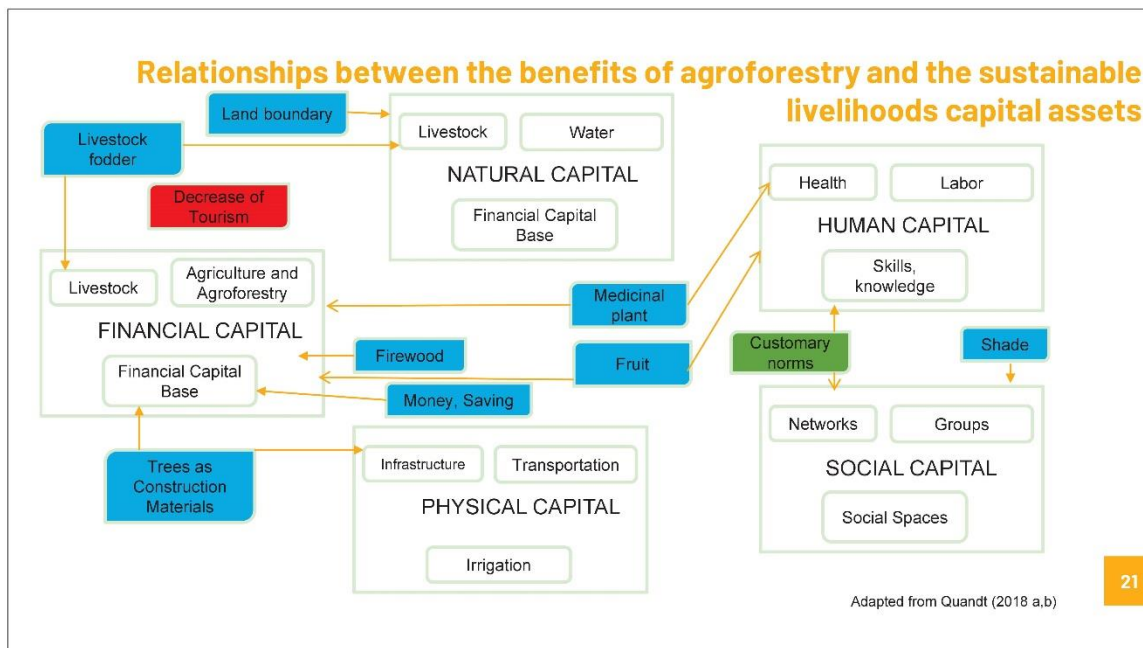 Relationships between the benefits of agroforestry and the sustainable
livelihoods capital assets
Land boundary
Livestock
fodder
Decrease of
Tourism
Livestock
Water
NATURAL CAPITAL
Financial Capital
Base
Health
Labor
HUMAN CAPITAL
Skills,
knowledge
Livestock
Agriculture and
Agroforestry
FINANCIAL CAPITAL
Financial Capital
Base
Medicinal
plant
Firewood
Fruit
Money, Saving
Customary
norms
Shade
Trees as
Construction
Materials
Infrastructure
Transportation
PHYSICAL CAPITAL
Irrigation
Networks
Groups
SOCIAL CAPITAL
Social Spaces
21
Adapted from Quandt (2018 a,b)